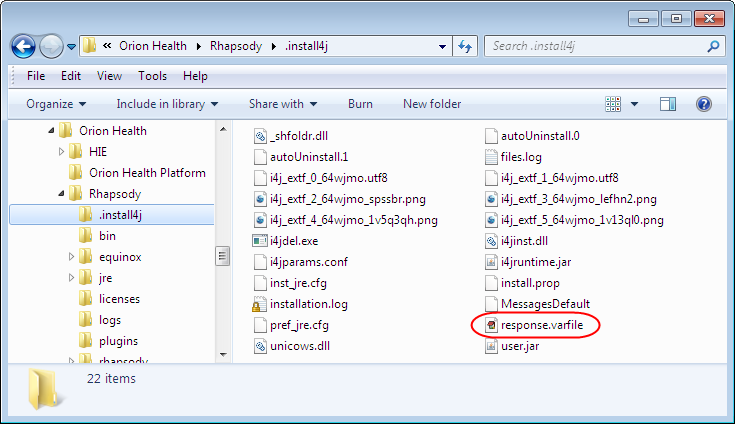 « Orion Health ▸ Rhapsody ▸ .install4j
Search .install4j
File Edit View Tools Help
Organize Include in library Share with Burn New folder
Orion Health
HIE
Orion Health Platform
Rhapsody
.install4j
bin
equinox
jre
licenses
logs
plugins
rhapsody
_shfoldr.dll autoUninstall.0
autoUninstall.1 files.log
i4j_extf_0_64wjmo.utf8 i4j_extf_1_64wjmo.utf8
i4j_extf_2_64wjmo_spssbr.png i4j_extf_3_64wjmo_lefhn2.png
i4j_extf_4_64wjmo_1v5q3qh.png i4j_extf_5_64wjmo_1v13ql0.png
i4jdel.exe i4jinst.dll
i4jparams.conf i4jruntime.jar
inst_jre.cfg install.prop
installation.log MessagesDefault
pref_jre.cfg response.varfile
unicows.dll user.jar
22 items